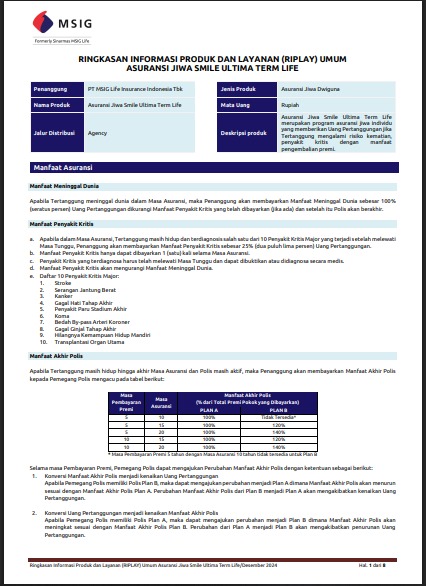 MSIG
Formerly Sinarmas MSIG Life
RINGKASAN INFORMASI PRODUK DAN LAYANAN (RIPLAY) UMUM
ASURANSI JIWA SMILE ULTIMA TERM LIFE
Penanggung
PT MSIG Life Insurance Indonesia Tbk
Jenis Produk
Asuransi Jiwa Dwiguna
Nama Produk
Asuransi Jiwa Smile Ultima Term Life
Mata Uang
Rupiah
Jalur Distribusi
Agency
Deskripsi produk
Asuransi Jiwa Smile Ultima Term Life
merupakan program asuransi jiwa individu
yang memberikan Uang Pertanggungan jika
Tertanggung mengalami risiko kematian,
penyakit kritis dengan manfaat
pengembalian premi.
Manfaat Asuransi
Manfaat Meninggal Dunia
Apabila Tertanggung meninggal dunia dalam Masa Asuransi, maka Penanggung akan membayarkan Manfaat Meninggal Dunia sebesar 100%
(seratus persen) Uang Pertanggungan dikurangi Manfaat Penyakit Kritis yang telah dibayarkan (jika ada) dan setelah itu Polis akan berakhir.
Manfaat Penyakit Kritis
a. Apabila dalam Masa Asuransi, Tertanggung masih hidup dan terdiagnosis salah satu dari 10 Penyakit Kritis Major yang terjadi setelah melewati
Masa Tunggu, Penanggung akan membayarkan Manfaat Penyakit Kritis sebesar 25% (dua puluh lima persen) Uang Pertanggungan.
b. Manfaat Penyakit Kritis hanya dapat dibayarkan 1 (satu) kali selama Masa Asuransi.
c. Penyakit Kritis yang terdiagnosa harus telah melewati Masa Tunggu dan dapat dibuktikan atau didiagnosa secara medis.
d. Manfaat Penyakit Kritis akan mengurangi Manfaat Meninggal Dunia.
e. Daftar 10 Penyakit Kritis Major:
1. Stroke
2. Serangan Jantung Berat
3. Kanker
4. Gagal Hati Tahap Akhir
5. Penyakit Paru Stadium Akhir
6. Koma
7. Bedah By-pass Arteri Koroner
8. Gagal Ginjal Tahap Akhir
9. Hilangnya Kemampuan Hidup Mandiri
10. Transplantasi Organ Utama
Manfaat Akhir Polis
Apabila Tertanggung masih hidup hingga akhir Masa Asuransi dan Polis masih aktif, maka Penanggung akan membayarkan Manfaat Akhir Polis
kepada Pemegang Polis mengacu pada tabel berikut:
Masa Pembayaran Premi
Masa Asuransi
Manfaat Akhir Polis
(% dari Total Premi Pokok yang Dibayarkan)
PLAN A PLAN B
5 10 100% Tidak Tersedia*
5 15 100% 120%
5 20 100% 140%
10 15 100% 120%
10 20 100% 140%
* Masa Pembayaran Premi 5 tahun dengan Masa Asuransi 10 tahun tidak tersedia untuk Plan B
Selama masa Pembayaran Premi, Pemegang Polis dapat mengajukan Perubahan Manfaat Akhir Polis dengan ketentuan sebagai berikut:
1. Konversi Manfaat Akhir Polis menjadi kenaikan Uang Pertanggungan
Apabila Pemegang Polis memiliki Polis Plan B, maka dapat mengajukan perubahan menjadi Plan A dimana Manfaat Akhir Polis akan menurun
sesuai dengan Manfaat Akhir Polis Plan A. Perubahan Manfaat Akhir Polis dari Plan B menjadi Plan A akan mengakibatkan kenaikan Uang
Pertanggungan.
2. Konversi Uang Pertanggungan menjadi kenaikan Manfaat Akhir Polis
Apabila Pemegang Polis memiliki Polis Plan A, maka dapat mengajukan perubahan menjadi Plan B dimana Manfaat Akhir Polis akan
meningkat sesuai dengan Manfaat Akhir Polis Plan B. Perubahan dari Plan A menjadi Plan B akan mengakibatkan penurunan Uang
Pertanggungan.
Ringkasan Informasi Produk dan Layanan (RIPLAY) Umum Asuransi Jiwa Smile Ultima Term Life/Desember 2024
Hal. 1 dari 8